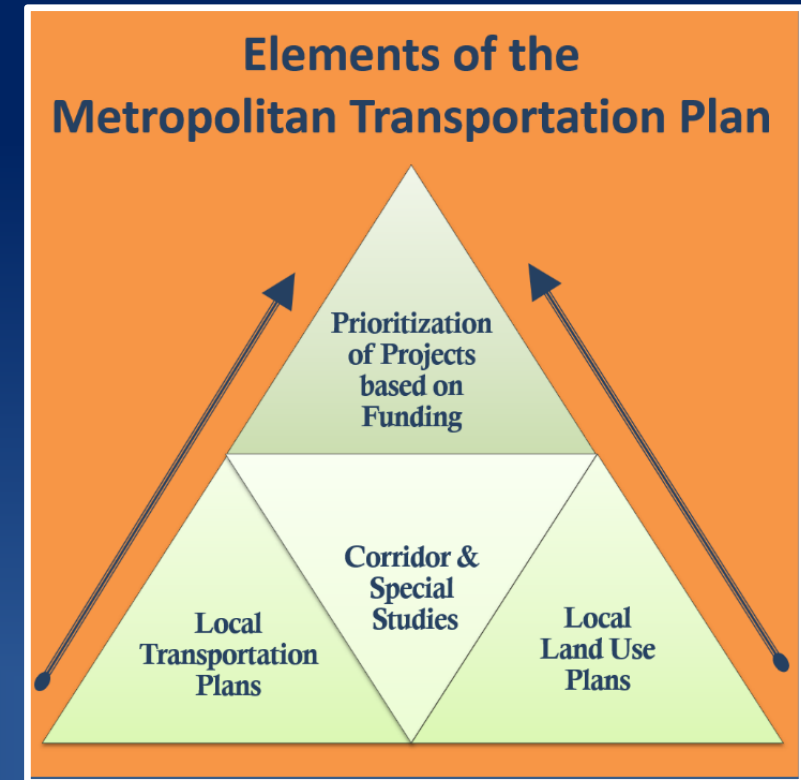 Elements of the
Metropolitan Transportation Plan
Prioritization
of Projects
based on
Funding
Corridor &
Special
Studies
Local
Transportation
Plans
Local
Land Use
Plans